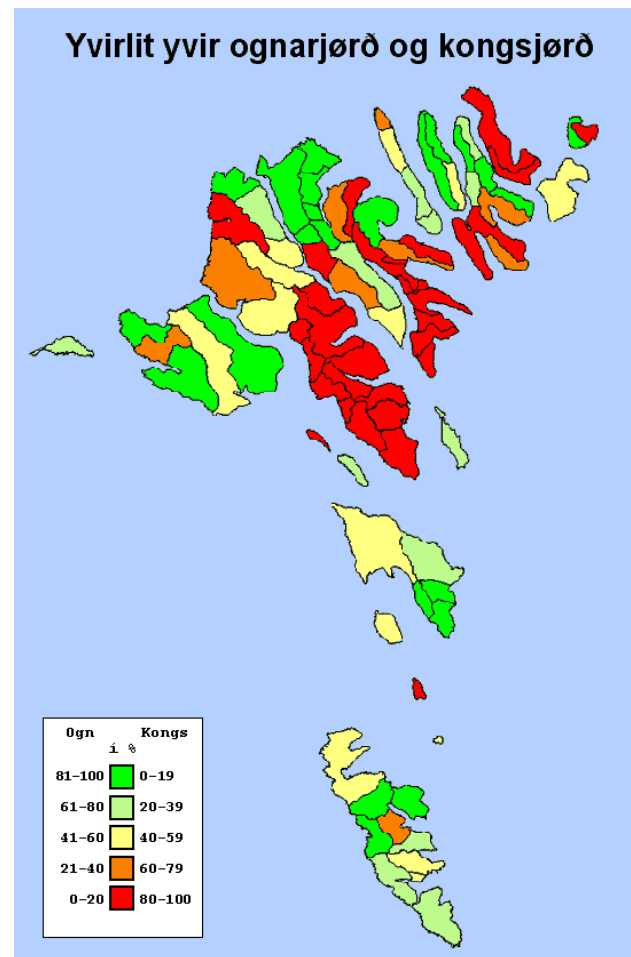 Yvirlit yvir ognarjørð og kongsjørð
Ogn Kongs
í %
81-100 0-19
61-80 20-39
41-60 40-59
21-40 60-79
0-20 80-100